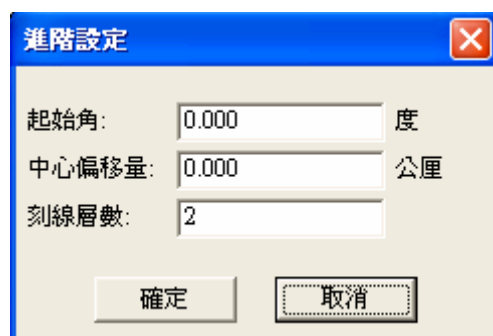 進階設定
起始角: 0.000 度
中心偏移量: 0.000 公厘
刻線層數: 2
確定 取消